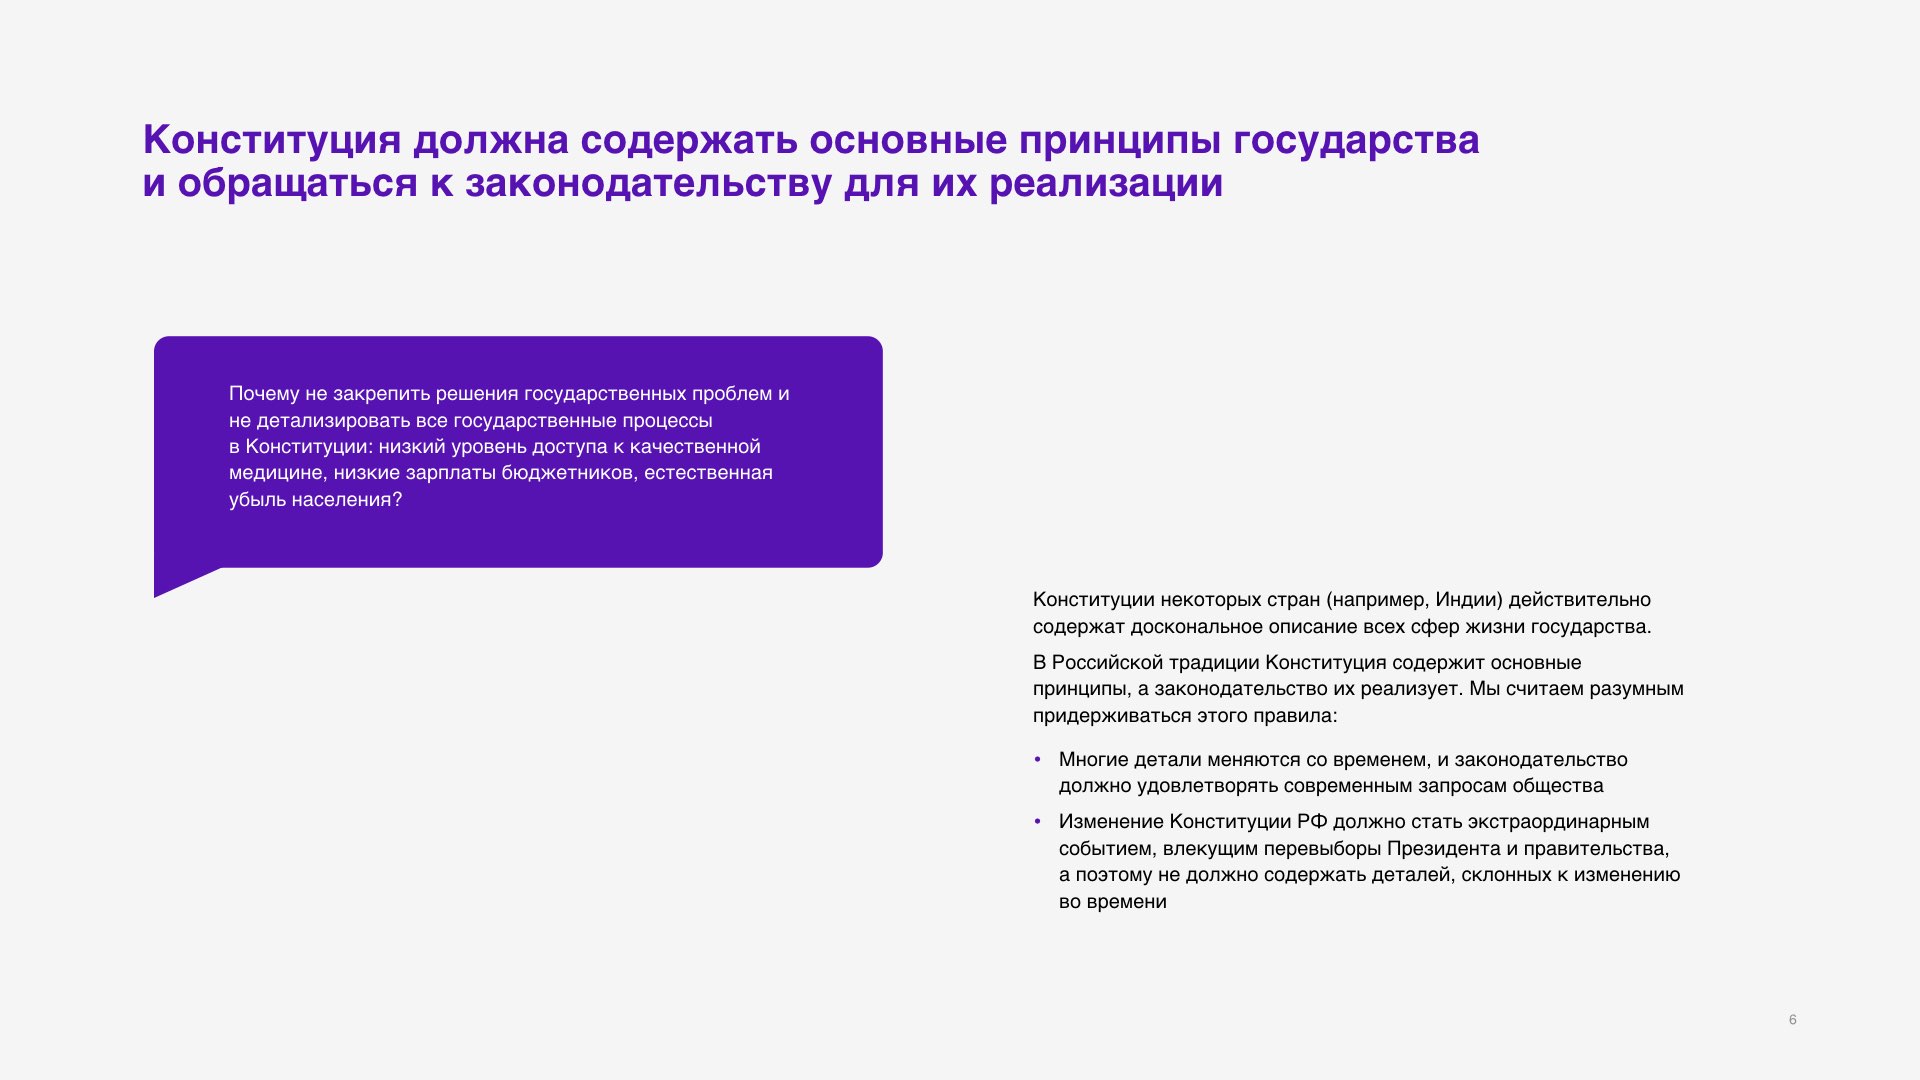 Конституция должна содержать основные принципы государства
и обращаться к законодательству для их реализации
Почему не закрепить решения государственных проблем и
не детализировать все государственные процессы
в Конституции: низкий уровень доступа к качественной
медицине, низкие зарплаты бюджетников, естественная
убыль населения?
Конституции некоторых стран (например, Индии) действительно
содержат доскональное описание всех сфер жизни государства.
В Российской традиции Конституция содержит основные
принципы, а законодательство их реализует. Мы считаем разумным
придерживаться этого правила:
• Многие детали меняются со временем, и законодательство
должно удовлетворять современным запросам общества
• Изменение Конституции РФ должно стать экстраординарным
событием, влекущим перевыборы Президента и правительства,
а поэтому не должно содержать деталей, склонных к изменению
во времени
6